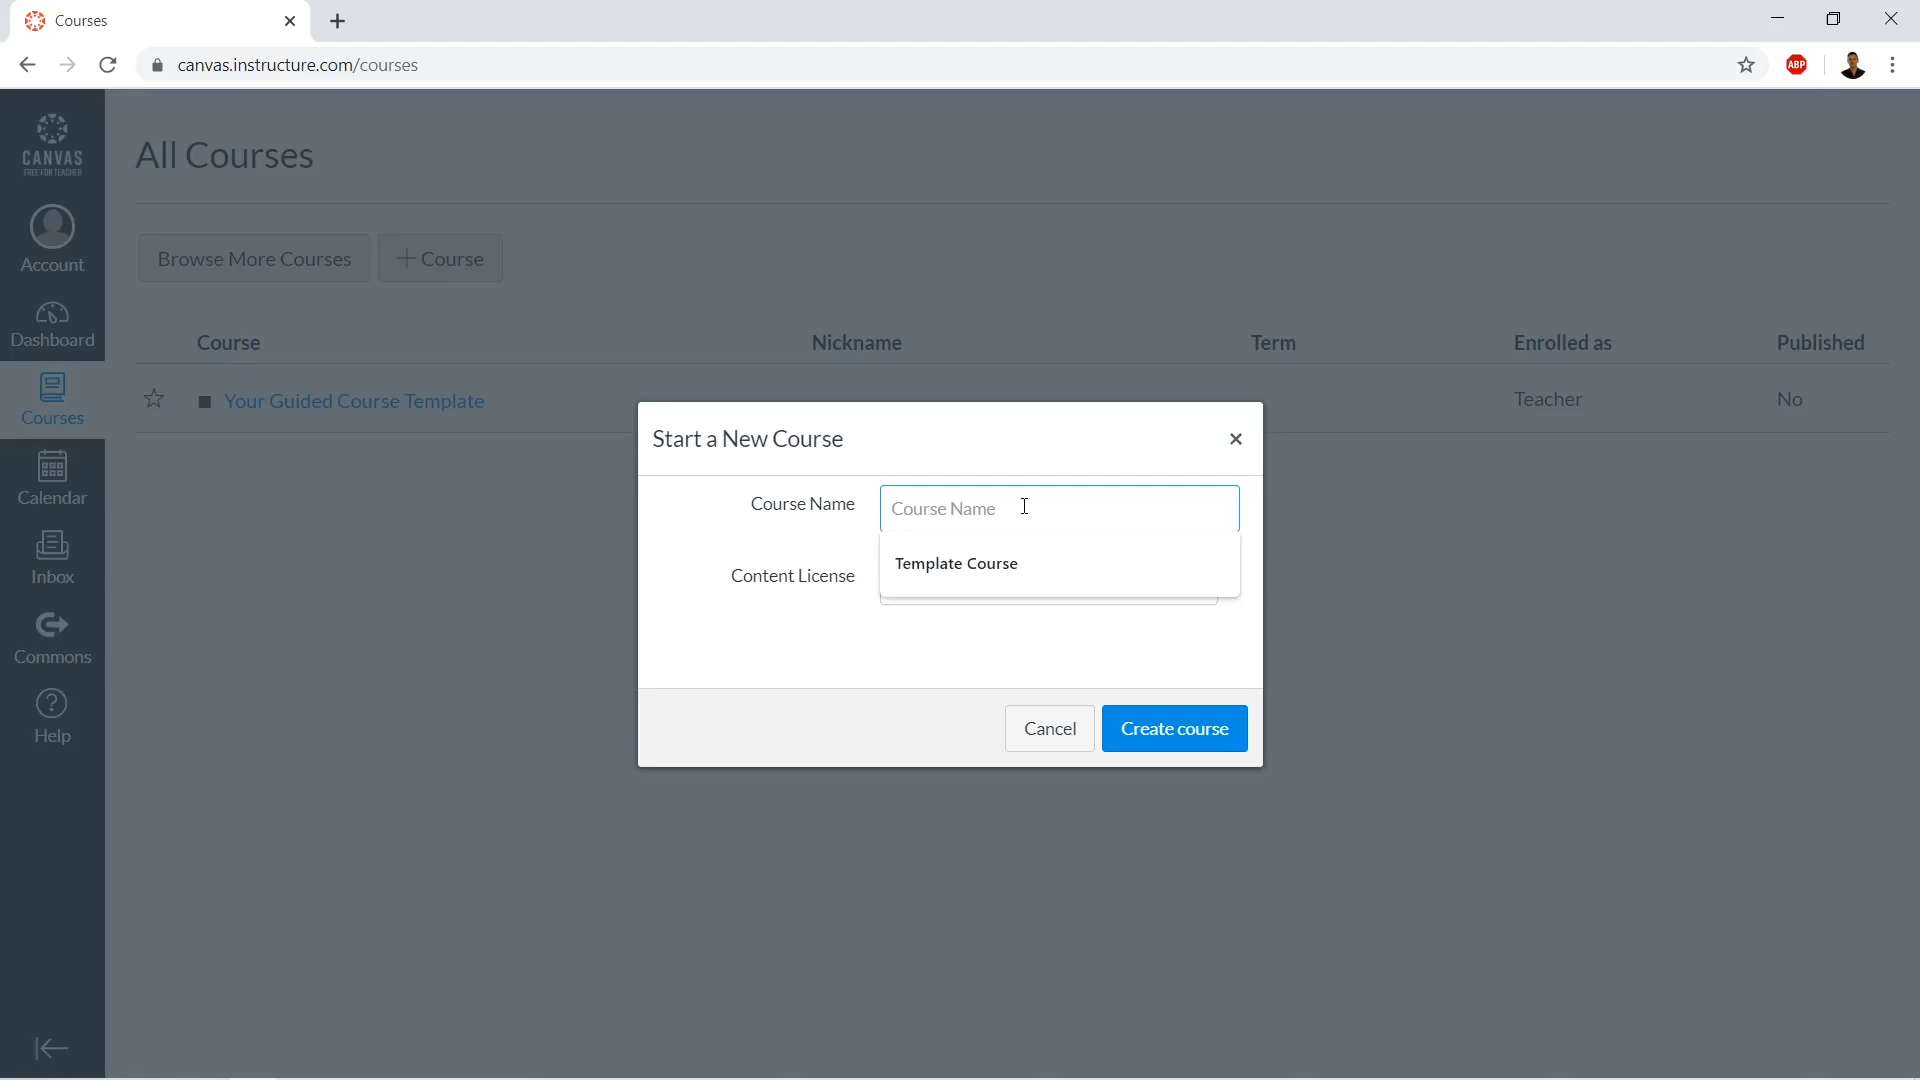 Courses
canvas.instructure.com/courses
ABP
CANVAS
FREE FOR TEACHER
Account
Dashboard
Courses
Calendar
Inbox
Commons
Help
All Courses
Browse More Courses
Course
Course Nickname Term Enrolled as Published
Your Guided Course Template Teacher No
Start a New Course
Course Name Course Name
Template Course
Content License
Cancel Create course